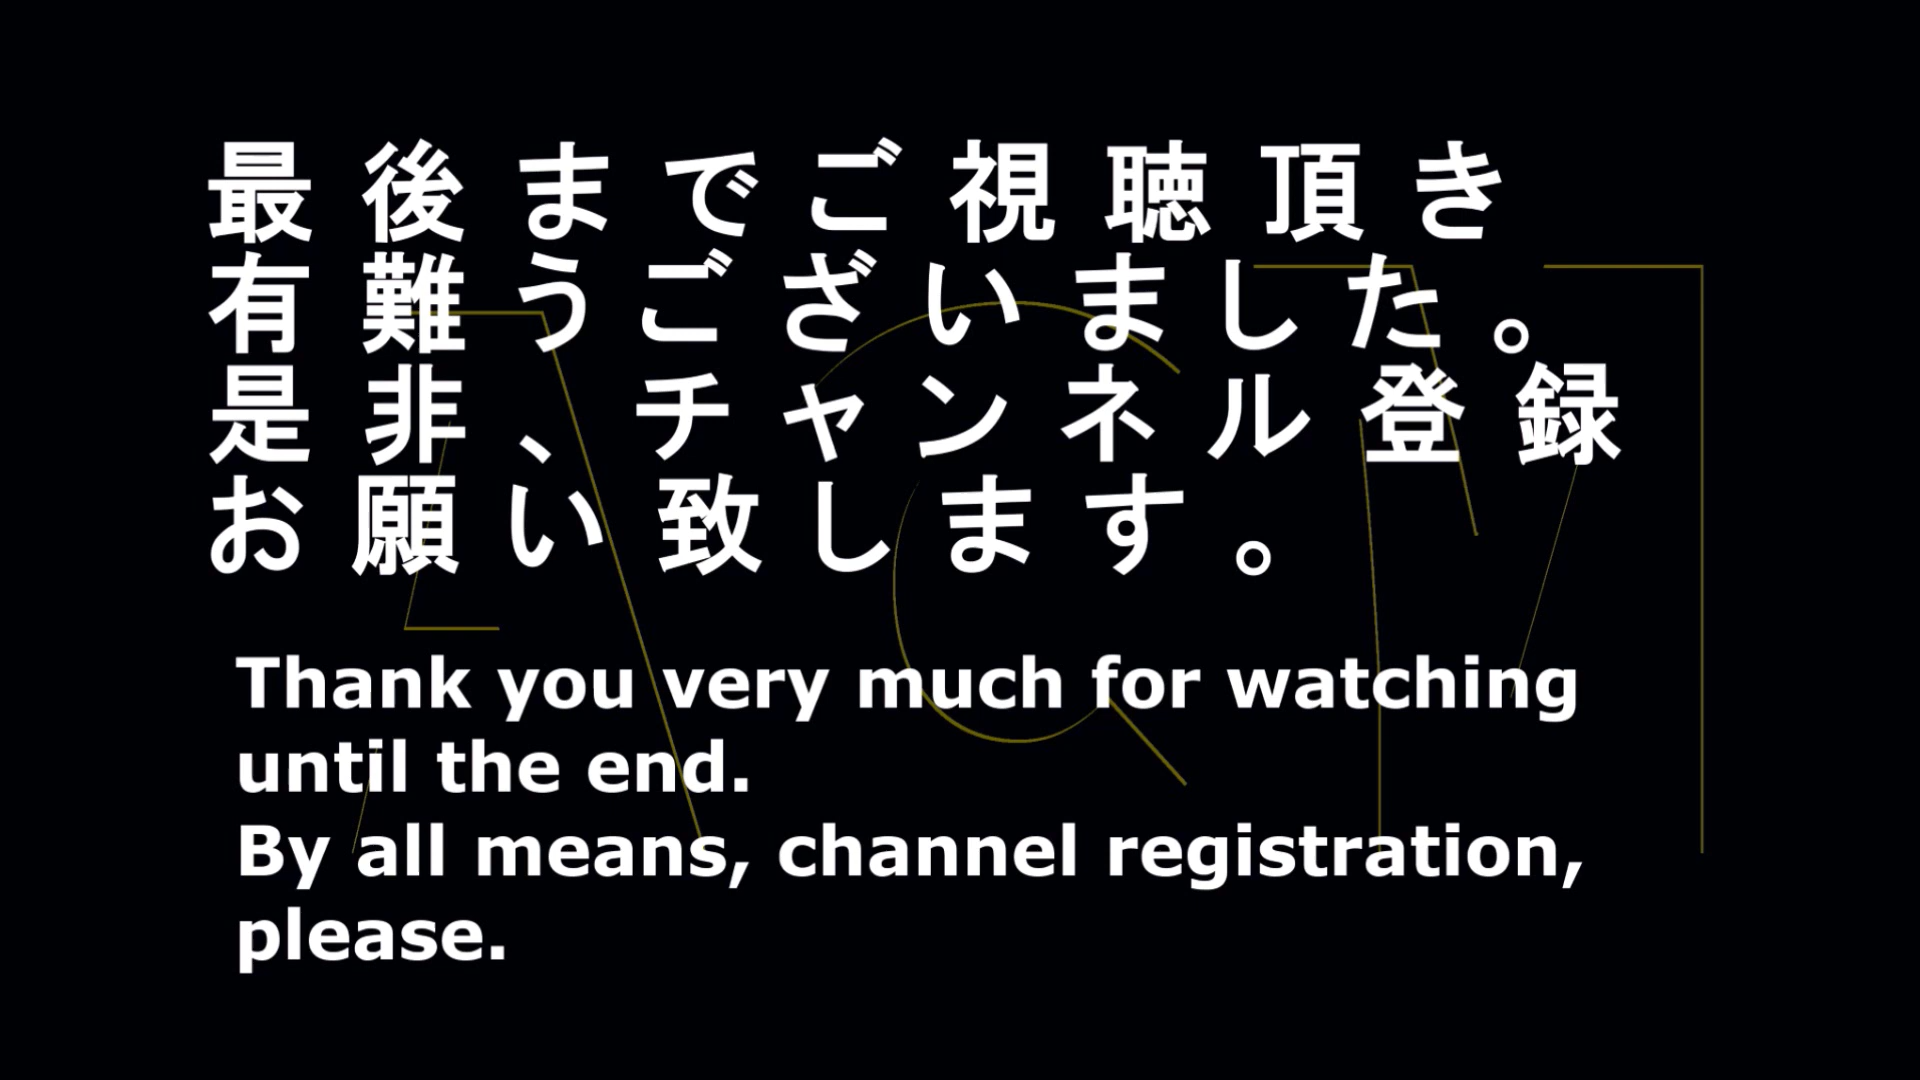 最後までご視聴頂き
有難うございました。
是非、チャンネル登録
お願い致します。
Thank you very much for watching
until the end.
By all means, channel registration,
please.